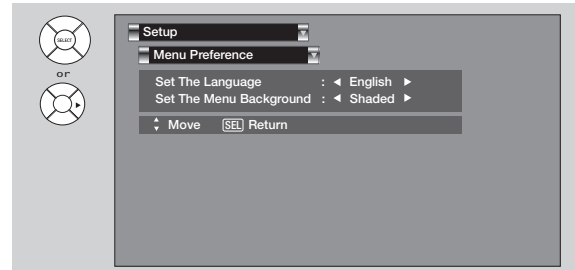 SELECT
or
Setup
Menu Preference
Set The Language : ◀ English ▶
Set The Menu Background : ◀ Shaded ▶
Move SEL Return